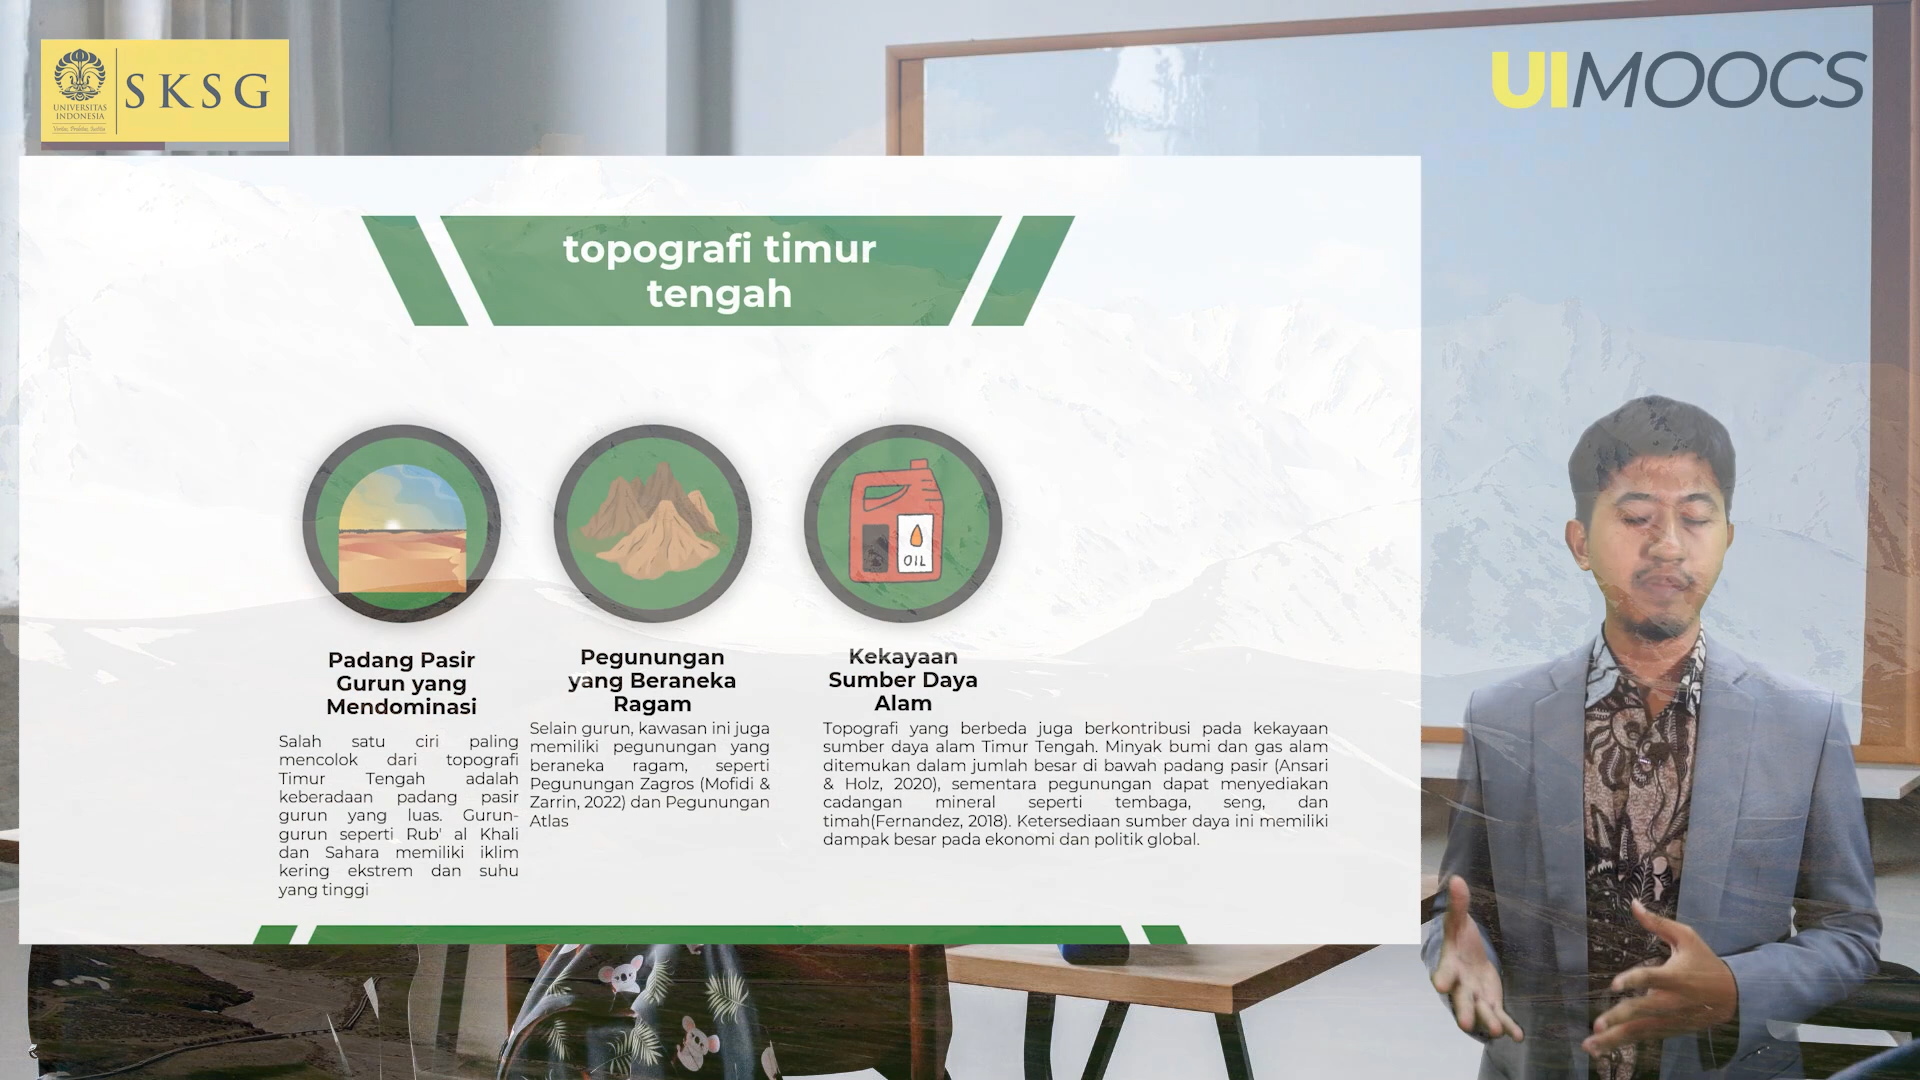 UNIVERSITAS
INDONESIA
Veritas, Probitas, Iustitia
SKSG
UIMOOCS
topografi timur
tengah
OIL
Padang Pasir
Gurun yang
Mendominasi
Salah satu ciri paling
mencolok dari topografi
Timur Tengah adalah
keberadaan padang pasir
gurun yang luas. Gurun-
gurun seperti Rub' al Khali
dan Sahara memiliki iklim
kering ekstrem dan suhu
yang tinggi
Pegunungan
yang Beraneka
Ragam
Selain gurun, kawasan ini juga
memiliki pegunungan yang
beraneka ragam, seperti
Pegunungan Zagros (Mofidi &
Zarrin, 2022) dan Pegunungan
Atlas
Kekayaan
Sumber Daya
Alam
Topografi yang berbeda juga berkontribusi pada kekayaan
sumber daya alam Timur Tengah. Minyak bumi dan gas alam
ditemukan dalam jumlah besar di bawah padang pasir (Ansari
& Holz, 2020), sementara pegunungan dapat menyediakan
cadangan mineral seperti tembaga, seng, dan
timah(Fernandez, 2018). Ketersediaan sumber daya ini memiliki
dampak besar pada ekonomi dan politik global.